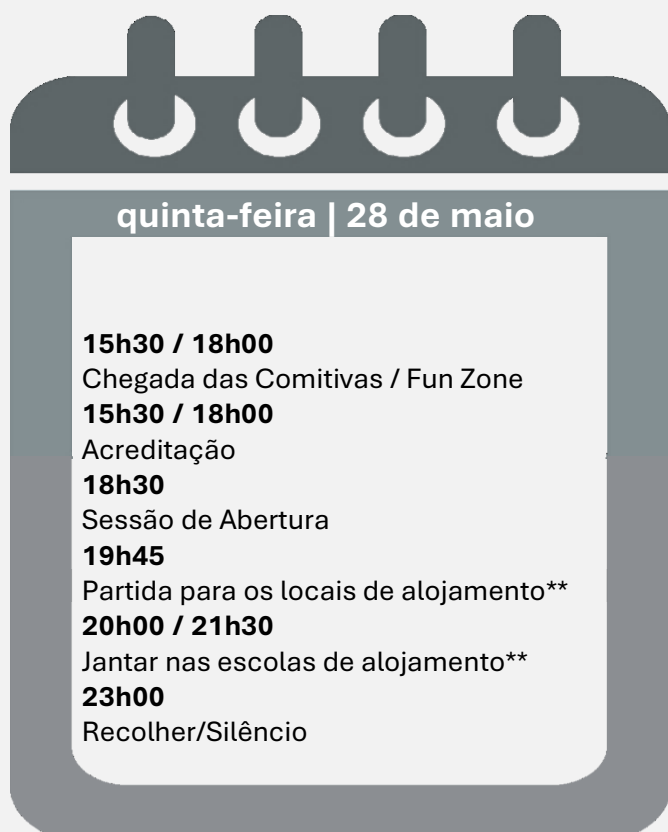 quinta-feira | 28 de maio
15h30 / 18h00
Chegada das Comitivas / Fun Zone
15h30 / 18h00
Acreditação
18h30
Sessão de Abertura
19h45
Partida para os locais de alojamento**
20h00 / 21h30
Jantar nas escolas de alojamento**
23h00
Recolher/Silêncio